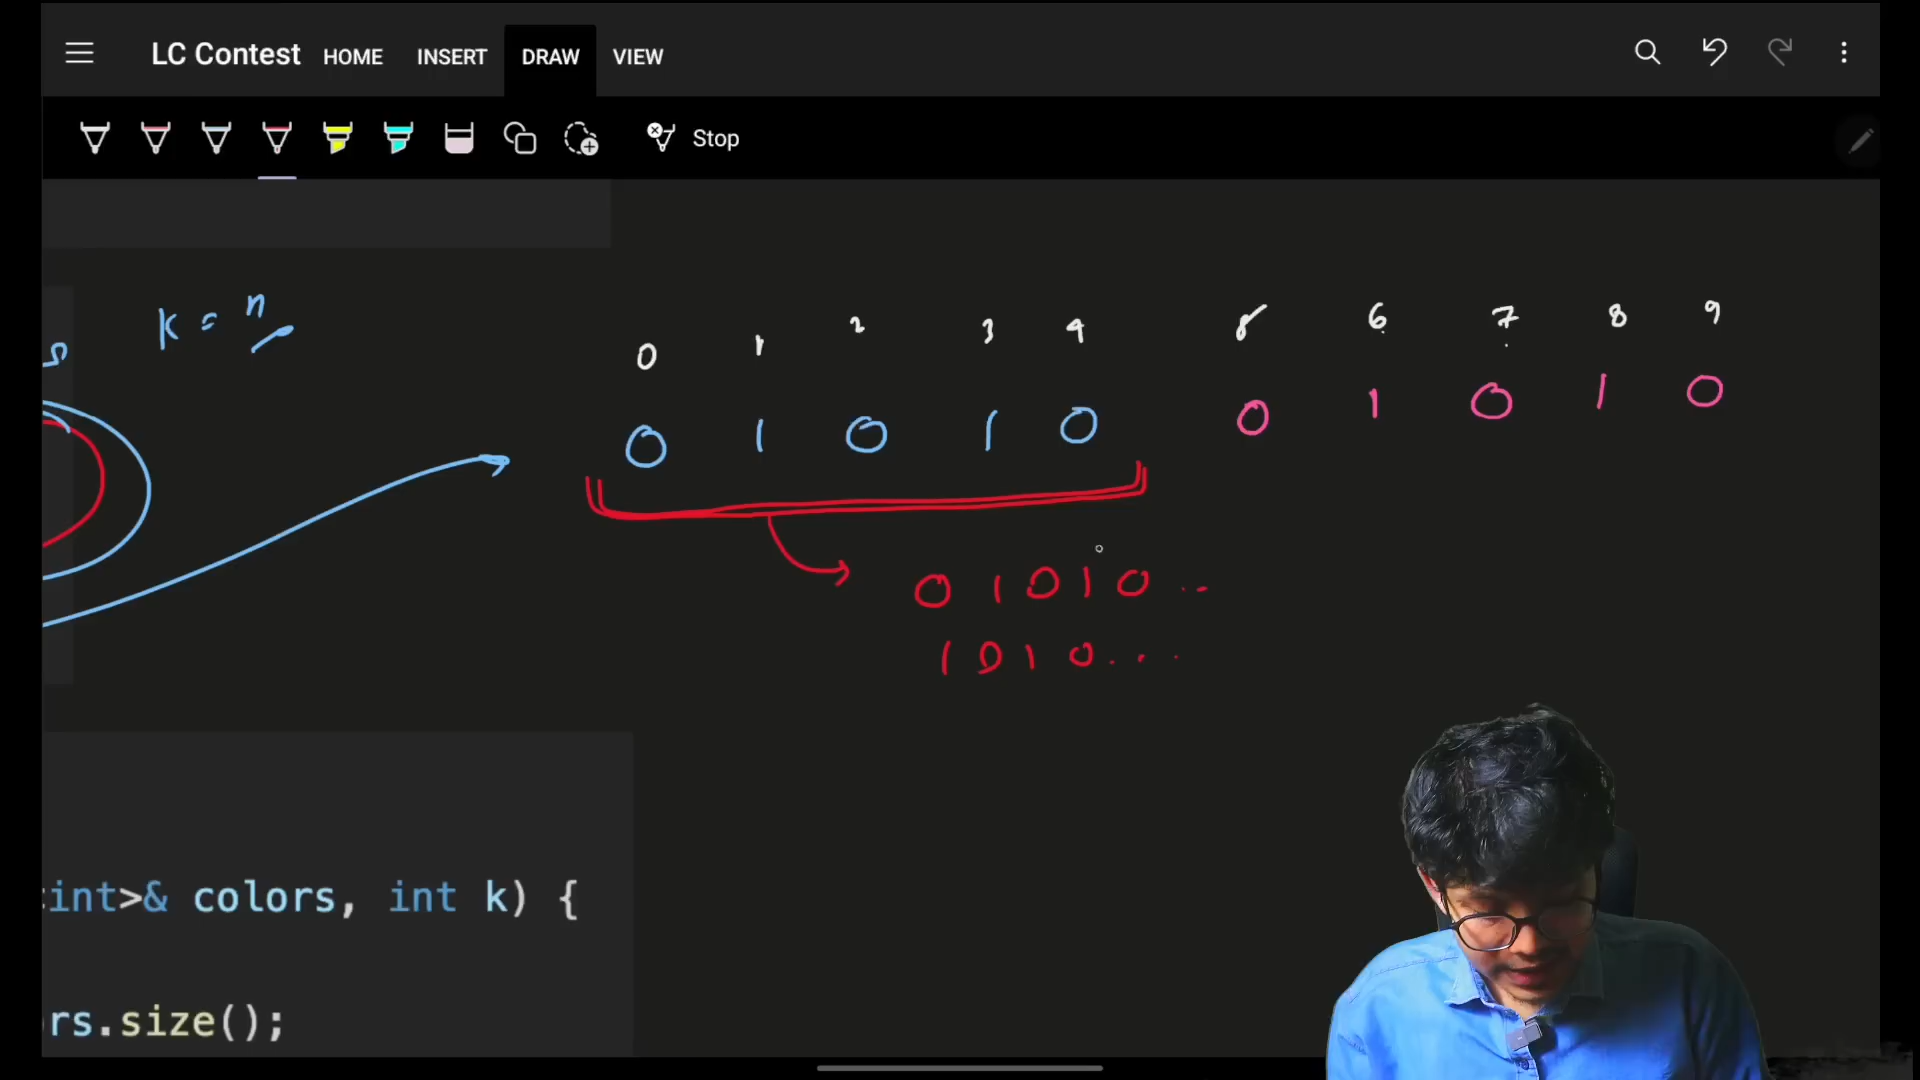 LC Contest HOME INSERT DRAW VIEW
Stop
k = n
0 1 2 3 4 5 6 7 8 9
0 1 0 1 0 0 1 0 1 0
0 1 0 1 0 ..
1 0 1 0 ...
int>& colors, int k) {
rs.size();